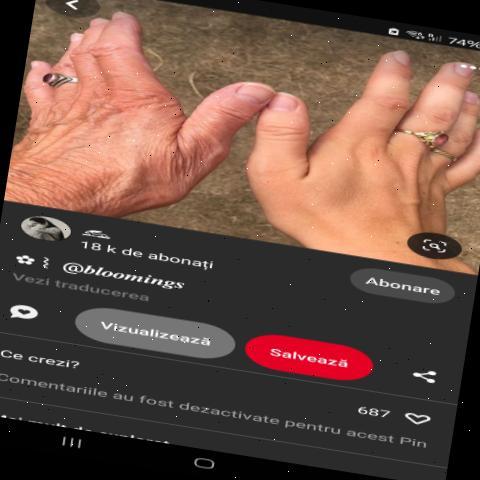 74%
18 k de abonați
@bloomings
Abonare
Vezi traducerea
Vizualizează
Salvează
687
Ce crezi?
Comentariile au fost dezactivate pentru acest Pin